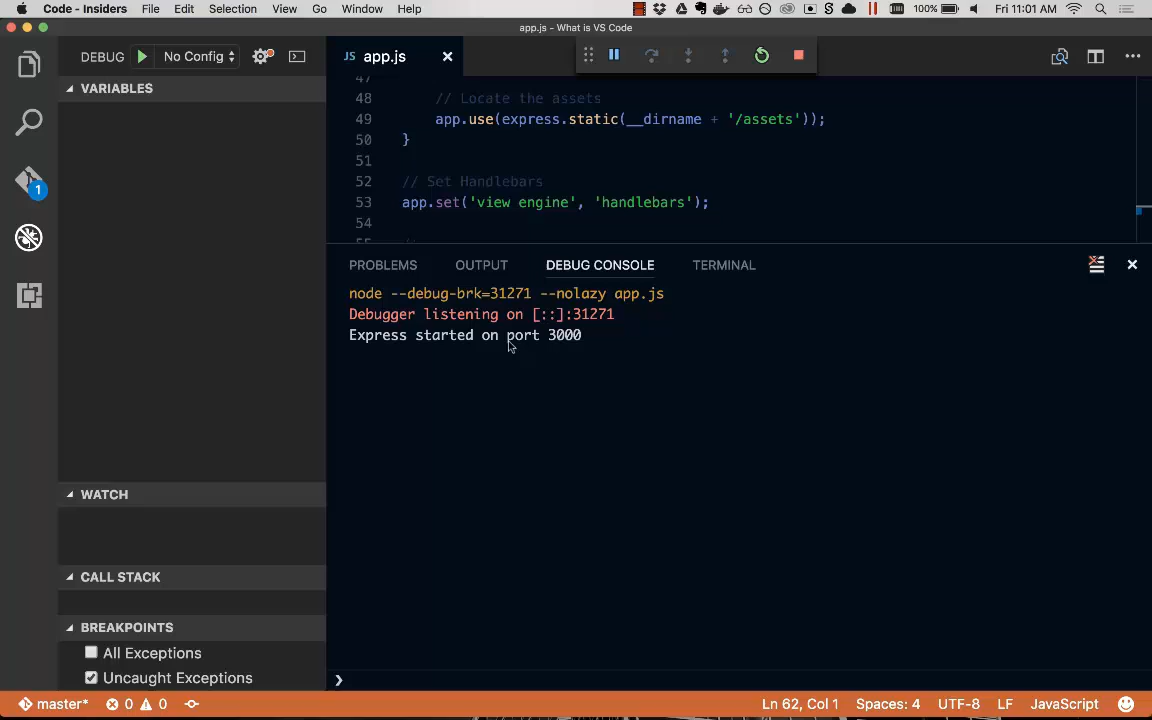 Code - Insiders File Edit Selection View Go Window Help 100% Fri 11:01 AM
app.js - What is VS Code
DEBUG No Config
JS app.js
VARIABLES
47
48 // Locate the assets
49 app.use(express.static(__dirname + '/assets'));
50 }
51
52 // Set Handlebars
53 app.set('view engine', 'handlebars');
54
55
PROBLEMS OUTPUT DEBUG CONSOLE TERMINAL
node --debug-brk=31271 --nolazy app.js
Debugger listening on [::]:31271
Express started on port 3000
1
WATCH
CALL STACK
BREAKPOINTS
All Exceptions
Uncaught Exceptions
❯
master* 0 0 Ln 62, Col 1 Spaces: 4 UTF-8 LF JavaScript